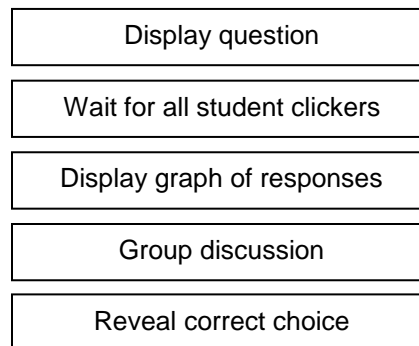 Display question
Wait for all student clickers
Display graph of responses
Group discussion
Reveal correct choice